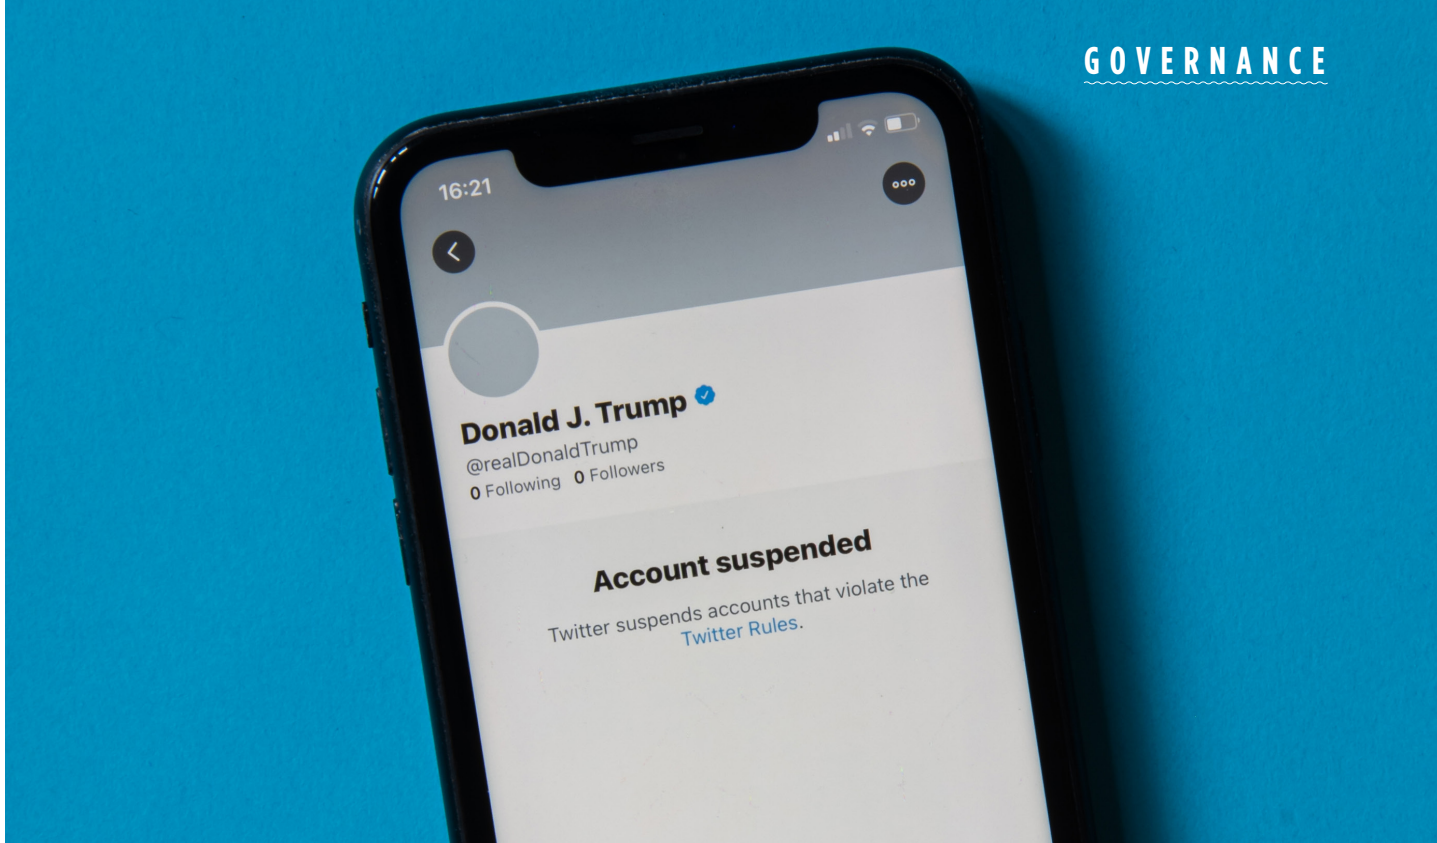 GOVERNANCE
16:21
Donald J. Trump
@realDonaldTrump
0 Following 0 Followers
Account suspended
Twitter suspends accounts that violate the
Twitter Rules.